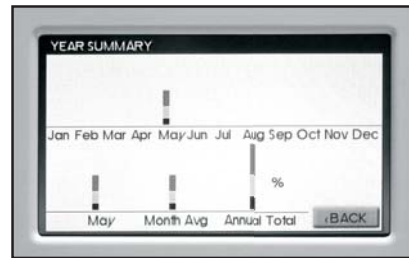 YEAR SUMMARY
Jan Feb Mar Apr May Jun Jul Aug Sep Oct Nov Dec
%
May Month Avg Annual Total ‹BACK